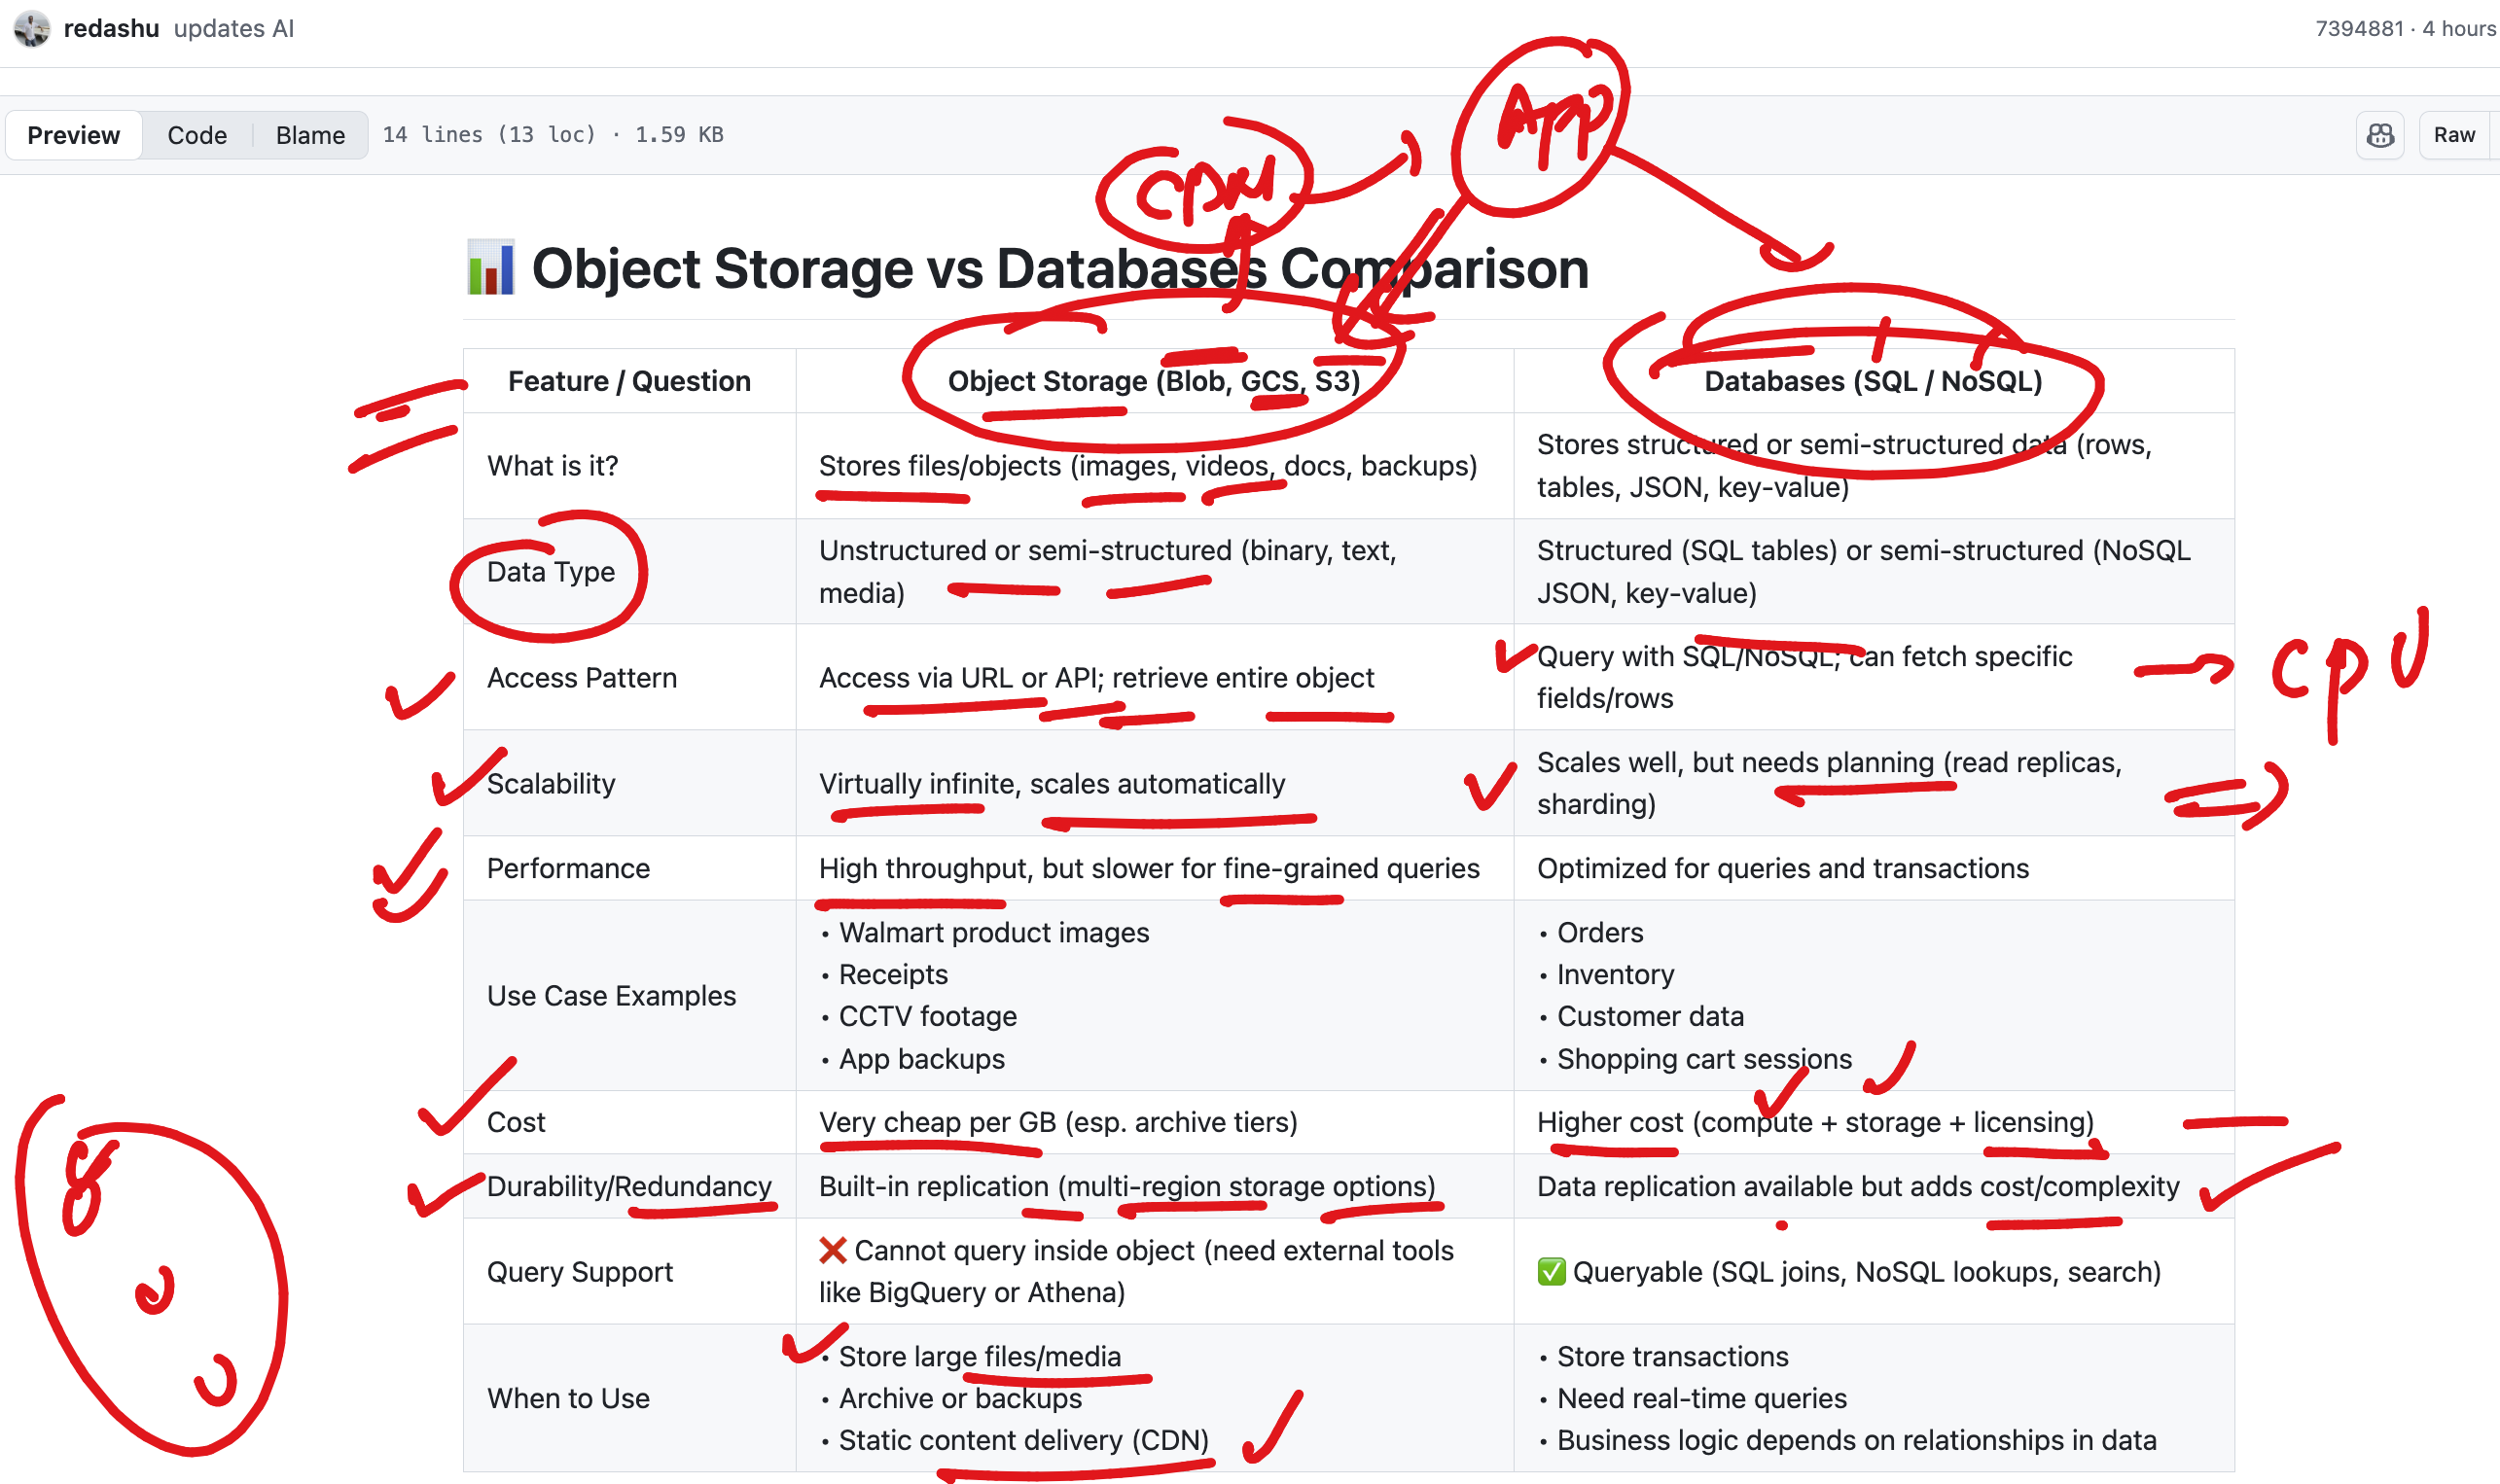 redashu updates AI
7394881 · 4 hours
Preview Code Blame 14 lines (13 loc) · 1.59 KB
Raw
App
📊 Object Storage vs Databases Comparison
Feature / Question Object Storage (Blob, GCS, S3) Databases (SQL / NoSQL)
What is it? Stores files/objects (images, videos, docs, backups) Stores structured or semi-structured data (rows,
tables, JSON, key-value)
Data Type Unstructured or semi-structured (binary, text,
media)
Structured (SQL tables) or semi-structured (NoSQL
JSON, key-value)
Access Pattern Access via URL or API; retrieve entire object Query with SQL/NoSQL; can fetch specific
fields/rows
CPU
Scalability Virtually infinite, scales automatically Scales well, but needs planning (read replicas,
sharding)
Performance High throughput, but slower for fine-grained queries Optimized for queries and transactions
Use Case Examples
• Walmart product images
• Receipts
• CCTV footage
• App backups
• Orders
• Inventory
• Customer data
• Shopping cart sessions
Cost Very cheap per GB (esp. archive tiers) Higher cost (compute + storage + licensing)
Durability/Redundancy Built-in replication (multi-region storage options) Data replication available but adds cost/complexity
Query Support ❌ Cannot query inside object (need external tools
like BigQuery or Athena)
✅ Queryable (SQL joins, NoSQL lookups, search)
When to Use
• Store large files/media
• Archive or backups
• Static content delivery (CDN)
• Store transactions
• Need real-time queries
• Business logic depends on relationships in data